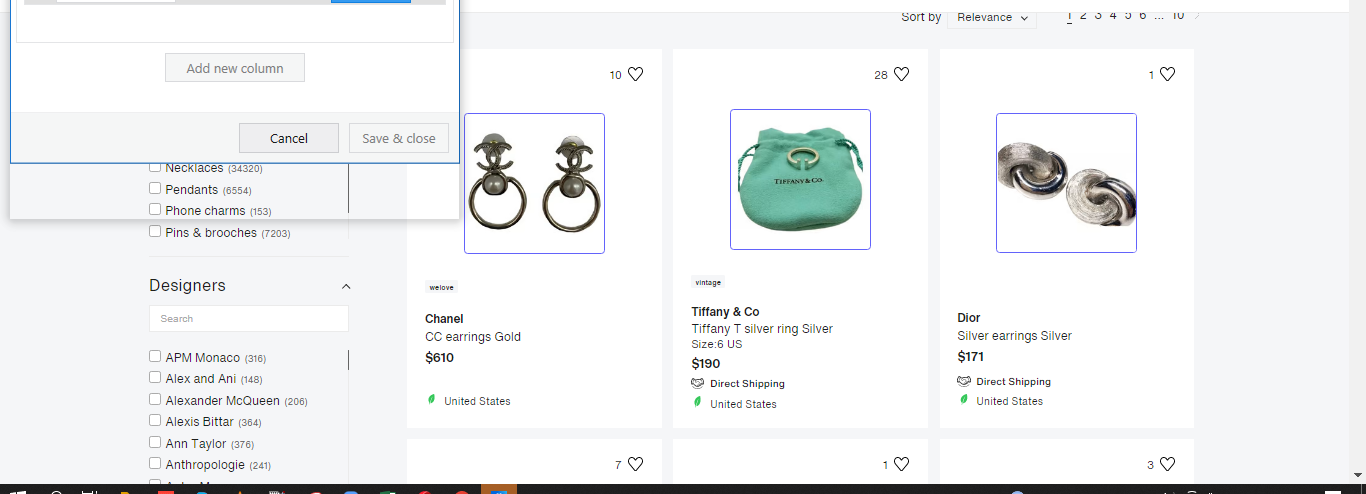 Sort by Relevance 1 2 3 4 5 6 ... 10
Add new column
Cancel Save & close
Necklaces (34320)
Pendants (6554)
Phone charms (153)
Pins & brooches (7203)
Designers
Search
APM Monaco (316)
Alex and Ani (148)
Alexander McQueen (206)
Alexis Bittar (364)
Ann Taylor (376)
Anthropologie (241)
10
welove
Chanel
CC earrings Gold
$610
United States
28
TIFFANY & CO.
vintage
Tiffany & Co
Tiffany T silver ring Silver
Size:6 US
$190
Direct Shipping
United States
1
Dior
Silver earrings Silver
$171
Direct Shipping
United States
7
1
3